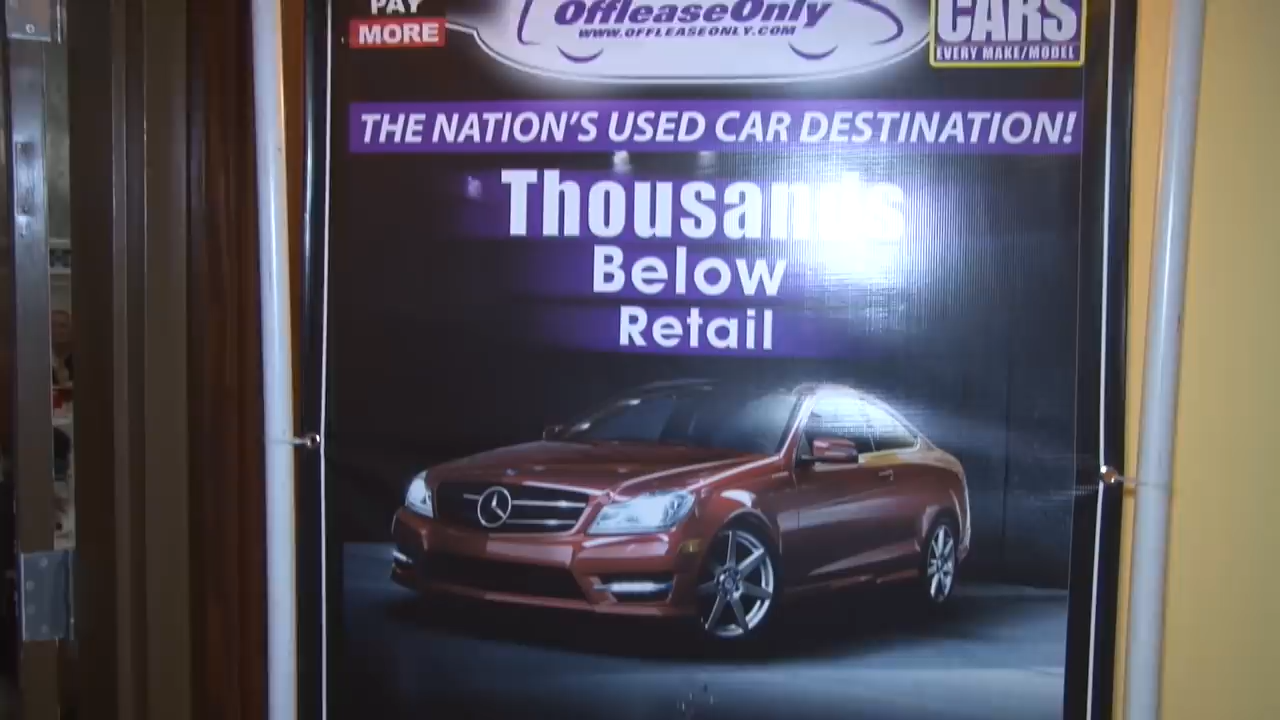 PAY
MORE
OffleaseOnly
WWW.OFFLEASEONLY.COM
CARS
EVERY MAKE/MODEL
THE NATION'S USED CAR DESTINATION!
Thousands
Below
Retail